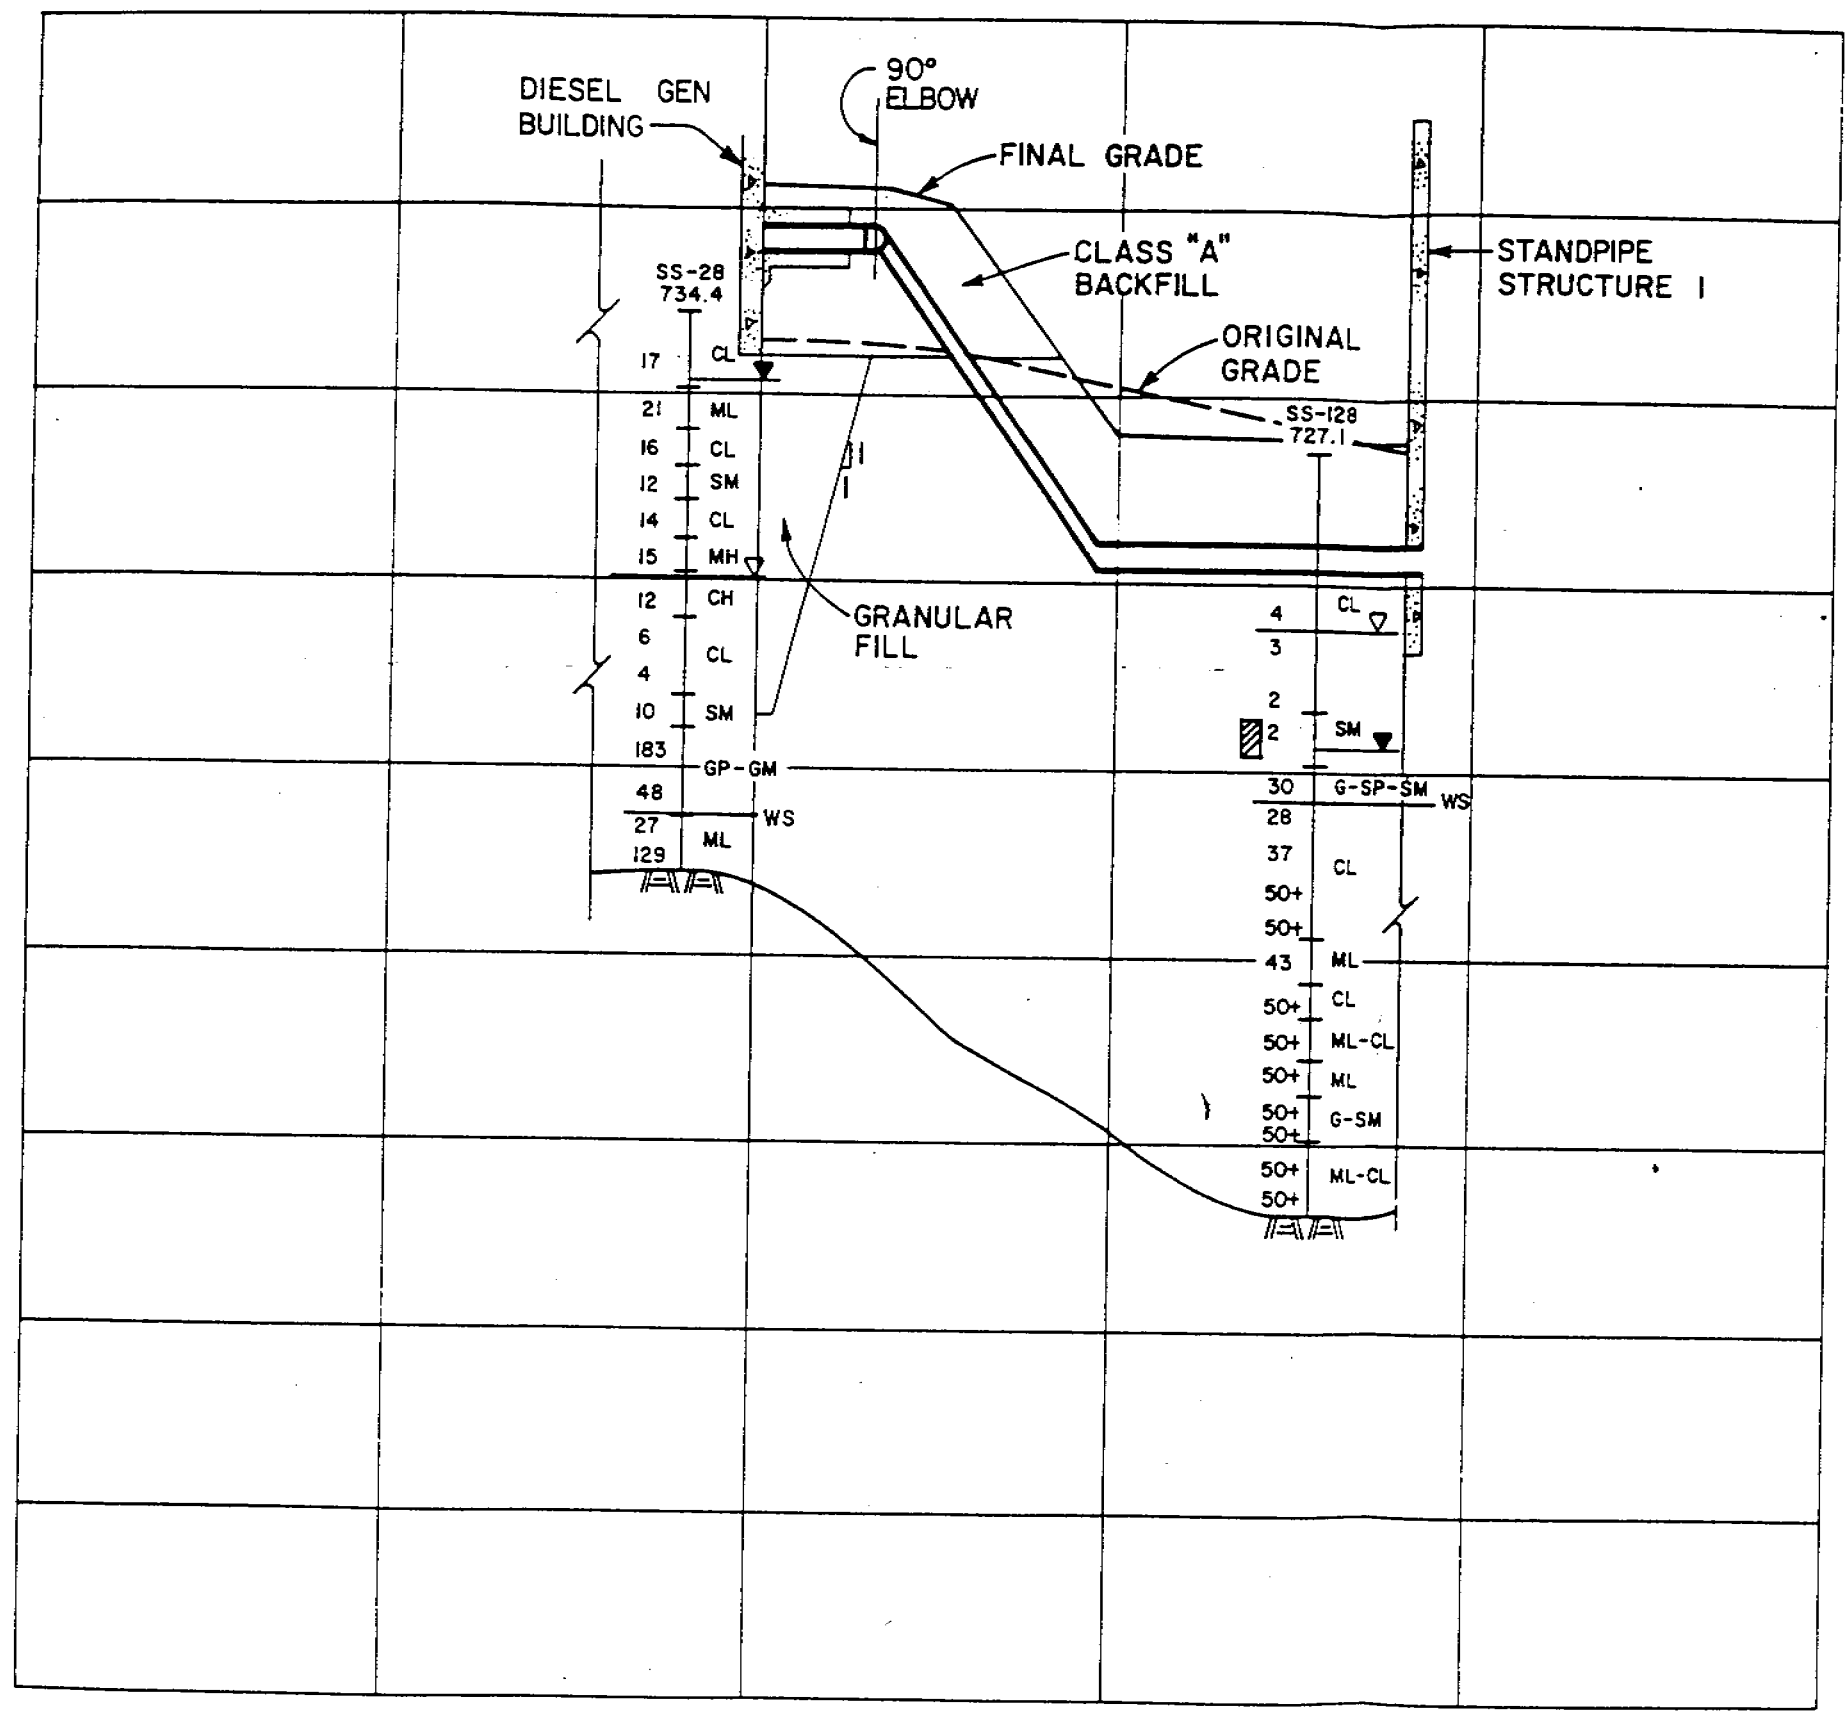 DIESEL GEN
BUILDING
90°
ELBOW
FINAL GRADE
CLASS "A"
BACKFILL
STANDPIPE
STRUCTURE 1
ORIGINAL
GRADE
SS-28
734.4
17 CL
21 ML
16 CL
12 SM
14 CL
15 MH
12 CH
6
CL
4
10 SM
183
GP-GM
48
WS
27
ML
129
1
1
GRANULAR
FILL
SS-128
727.1
CL
4
3
2
2 SM
30 G-SP-SM
WS
28
37
CL
50+
50+
43 ML
50+ CL
50+ ML-CL
50+ ML
50+ G-SM
50+
50+ ML-CL
50+